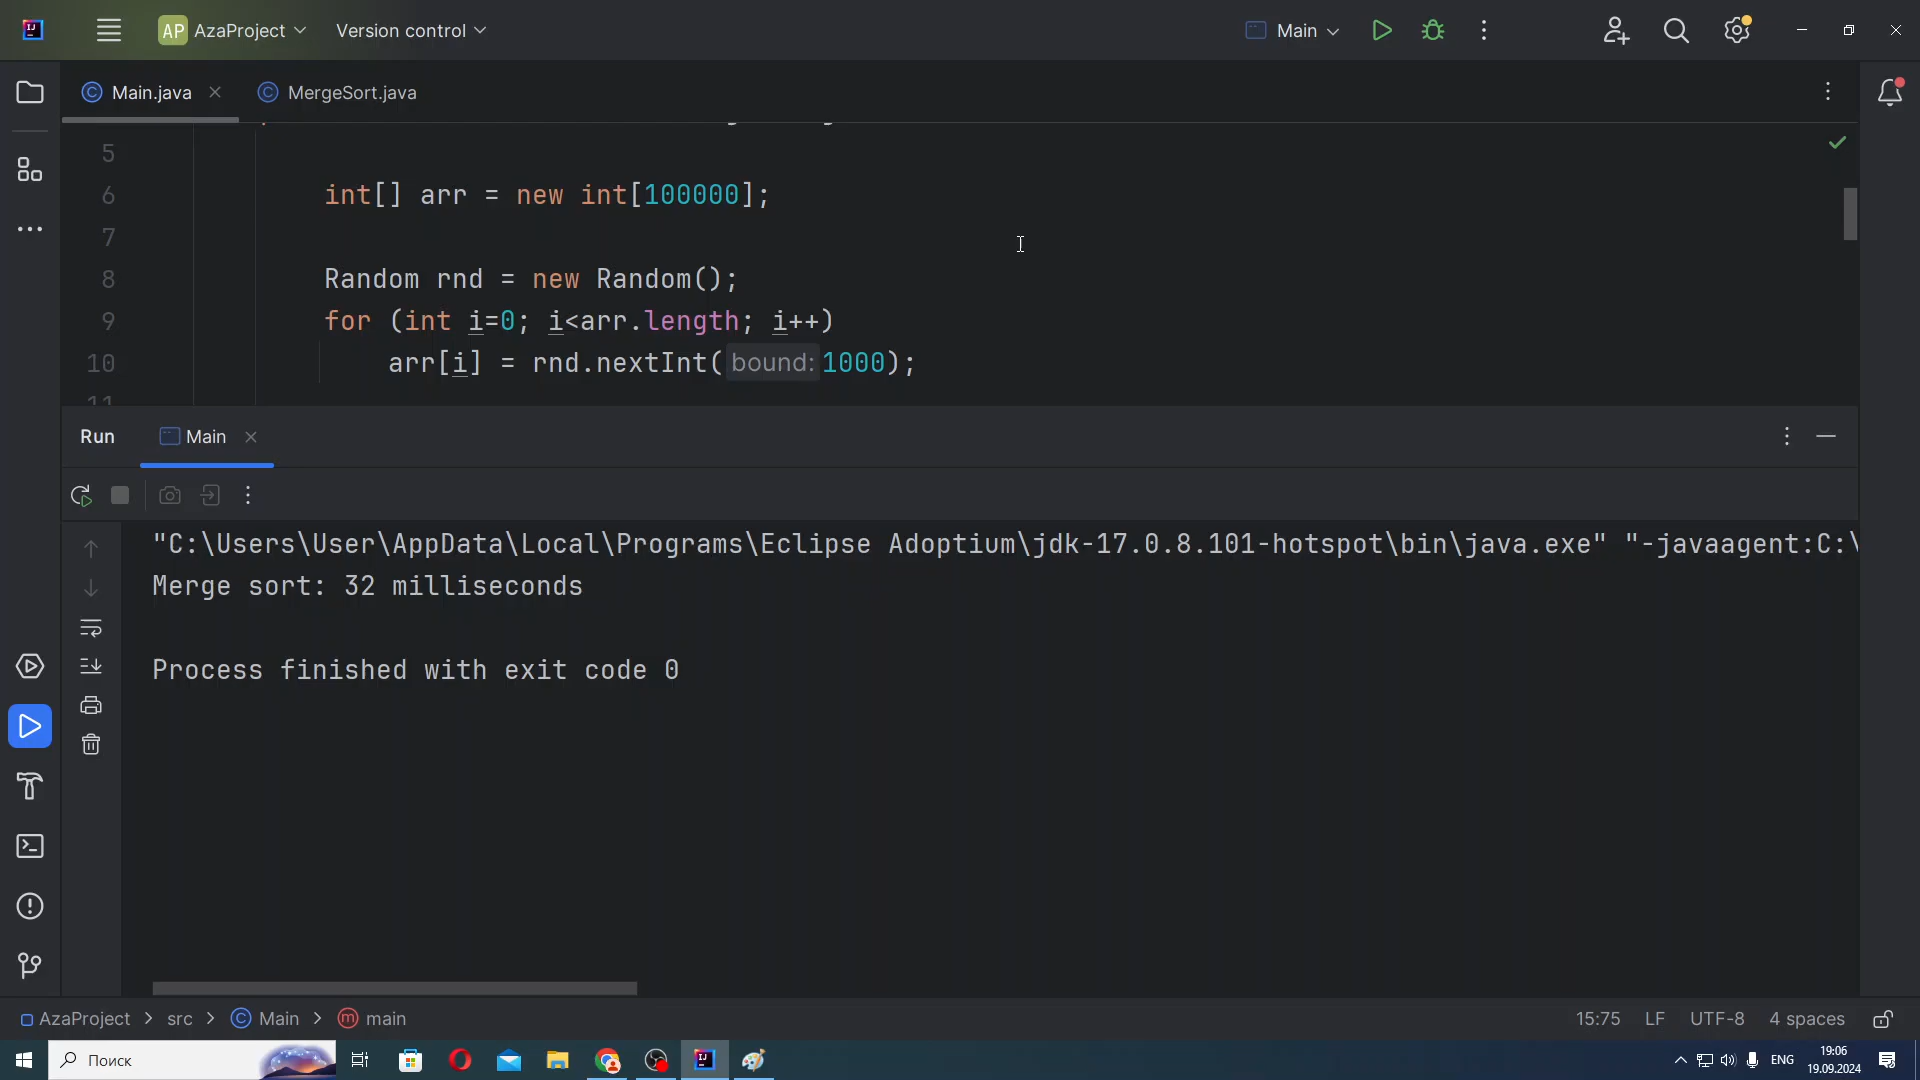 AP AzaProject
Version control
Main
Main.java
MergeSort.java
5
6 int[] arr = new int[100000];
7
8 Random rnd = new Random();
9 for (int i=0; i<arr.length; i++)
10 arr[i] = rnd.nextInt( bound: 1000);
11
Run
Main
"C:\Users\User\AppData\Local\Programs\Eclipse Adoptium\jdk-17.0.8.101-hotspot\bin\java.exe" "-javaagent:C:\
Merge sort: 32 milliseconds
Process finished with exit code 0
AzaProject > src > Main > main
15:75 LF UTF-8 4 spaces
Поиск
ENG
19:06
19.09.2024